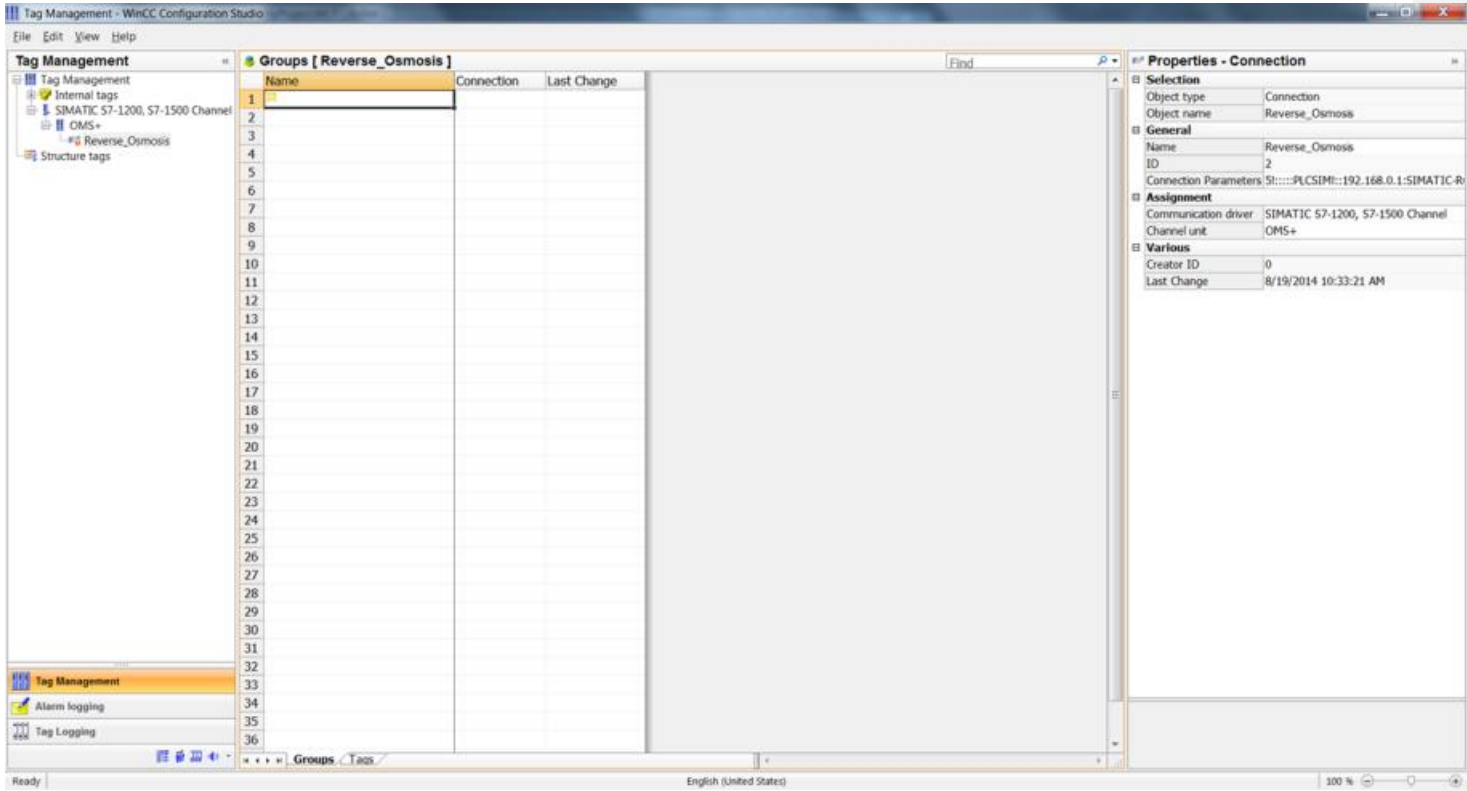 Tag Management - WinCC Configuration Studio
File Edit View Help
Tag Management «
Tag Management
Internal tags
SIMATIC S7-1200, S7-1500 Channel
OMS+
Reverse_Osmosis
Structure tags
Tag Management
Alarm logging
Tag Logging
Groups [ Reverse_Osmosis ]
Find
Name Connection Last Change
1
2
3
4
5
6
7
8
9
10
11
12
13
14
15
16
17
18
19
20
21
22
23
24
25
26
27
28
29
30
31
32
33
34
35
36
Groups Tags
Properties - Connection »
Selection
Object type Connection
Object name Reverse_Osmosis
General
Name Reverse_Osmosis
ID 2
Connection Parameters S!:::::PLCSIM!::192.168.0.1:SIMATIC-R
Assignment
Communication driver SIMATIC S7-1200, S7-1500 Channel
Channel unit OMS+
Various
Creator ID 0
Last Change 8/19/2014 10:33:21 AM
Ready
English (United States)
100 %